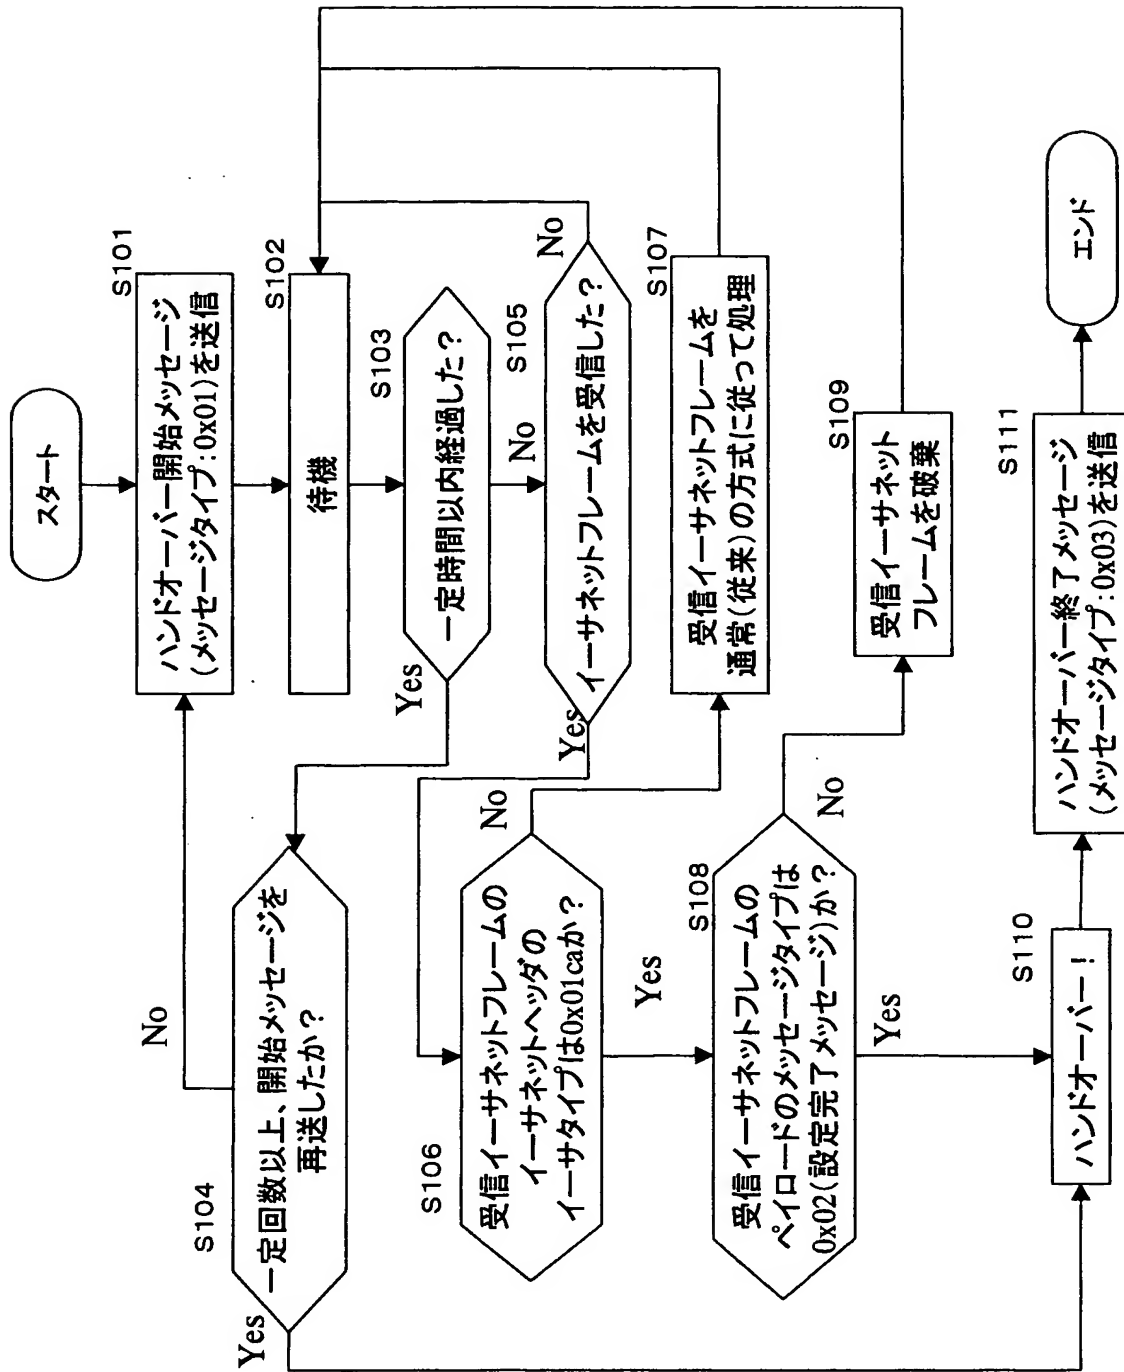 スタート
S101
ハンドオーバー開始メッセージ
(メッセージタイプ:0x01)を送信
S102
待機
S103
一定時間以内経過した?
Yes
No
S104
一定回数以上、開始メッセージを
再送したか?
No
Yes
S105
イーサネットフレームを受信した?
No
Yes
S106
受信イーサネットフレームの
イーサネットヘッダの
イーサタイプは0x01caか?
No
Yes
S107
受信イーサネットフレームを
通常(従来)の方式に従って処理
S108
受信イーサネットフレームの
ペイロードのメッセージタイプは
0x02(設定完了メッセージ)か?
No
Yes
S109
受信イーサネット
フレームを破棄
S110
ハンドオーバー!
S111
ハンドオーバー終了メッセージ
(メッセージタイプ:0x03)を送信
エンド